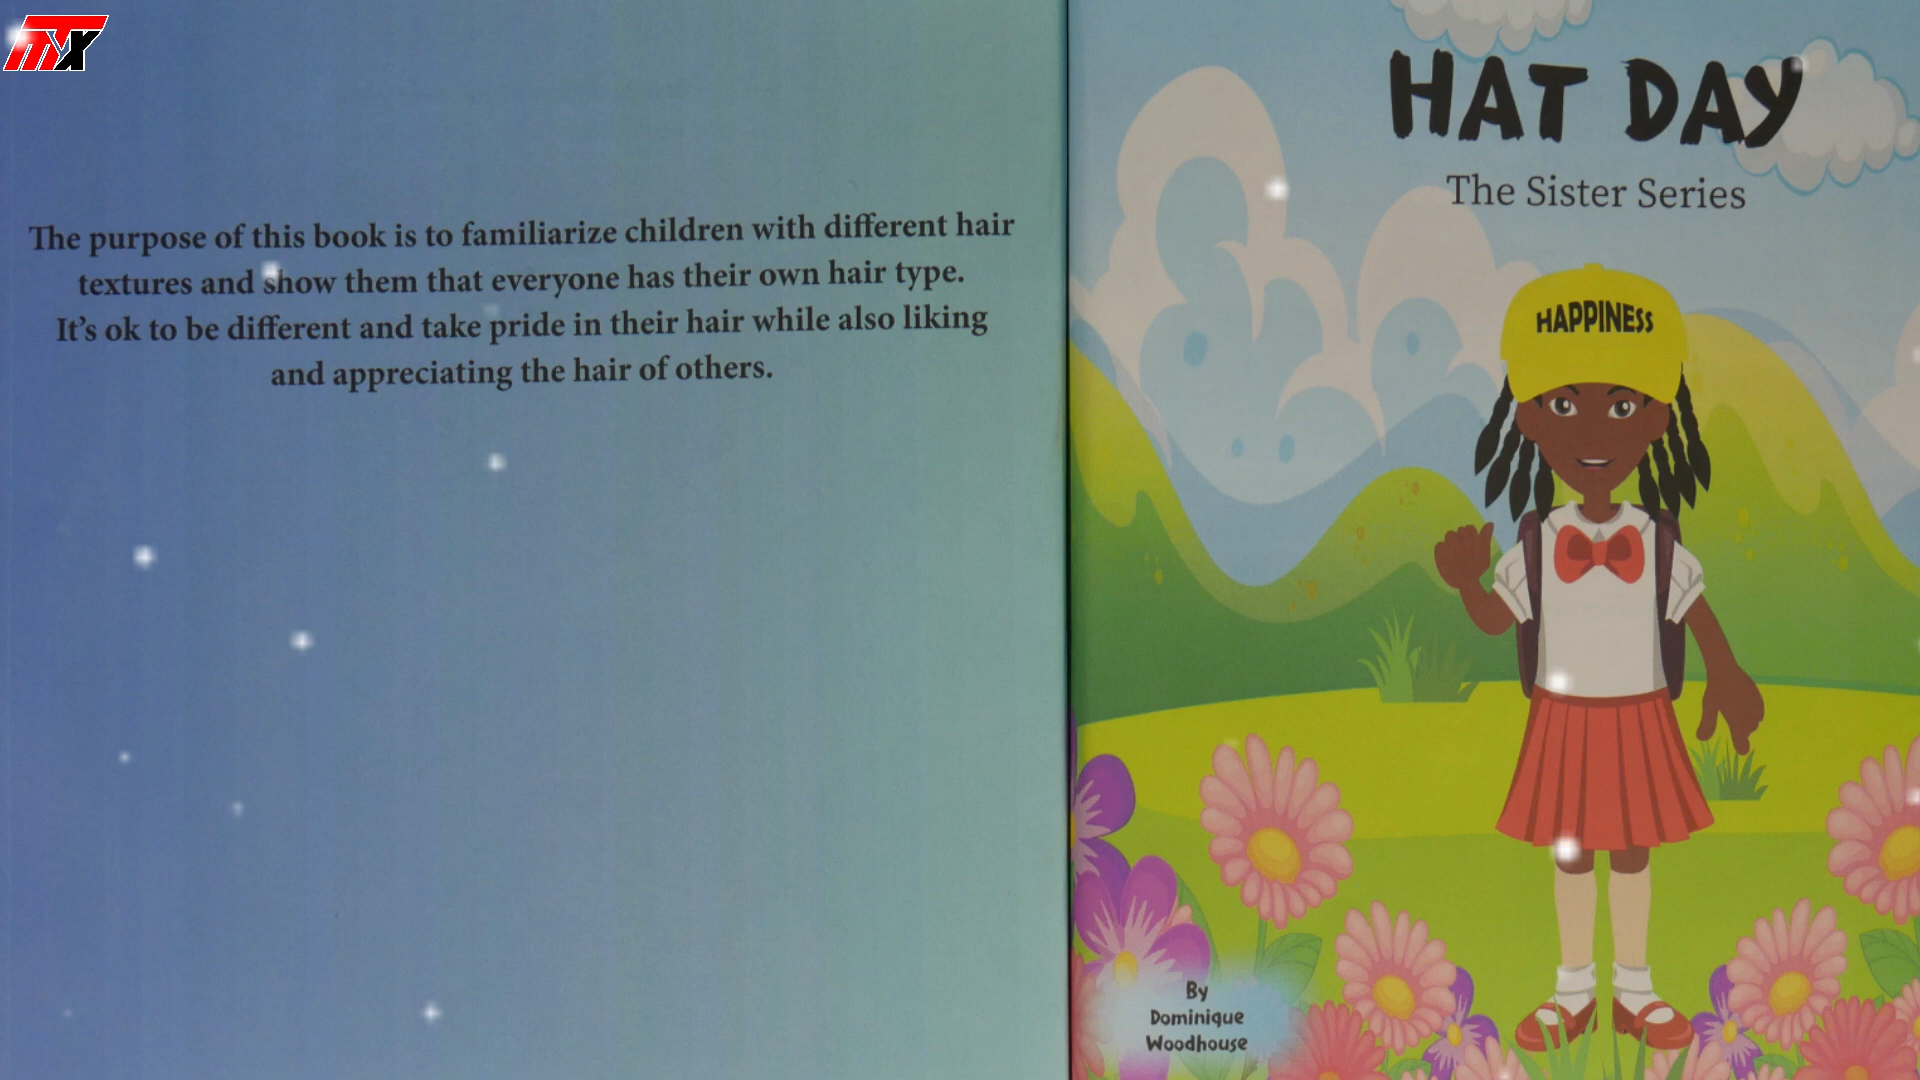 The purpose of this book is to familiarize children with different hair
textures and show them that everyone has their own hair type.
It's ok to be different and take pride in their hair while also liking
and appreciating the hair of others.
HAT DAY
The Sister Series
HAPPINESS
By
Dominique
Woodhouse